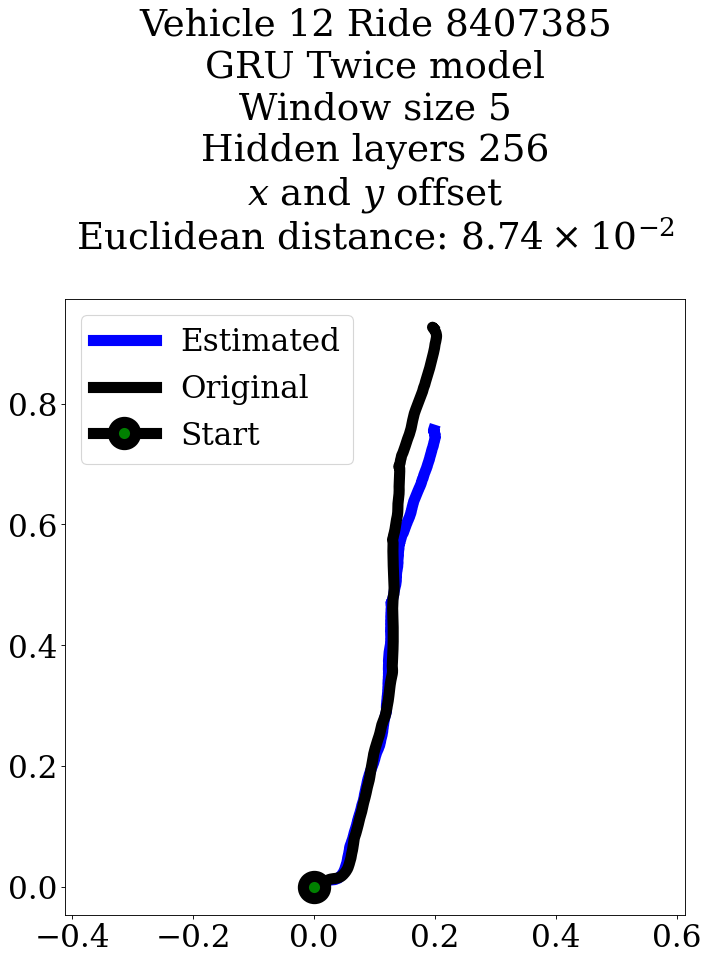 Vehicle 12 Ride 8407385
GRU Twice model
Window size 5
Hidden layers 256
x and y offset
Euclidean distance: 8.74 × 10⁻²
Estimated
Original
Start
0.8
0.6
0.4
0.2
0.0
−0.4 −0.2 0.0 0.2 0.4 0.6